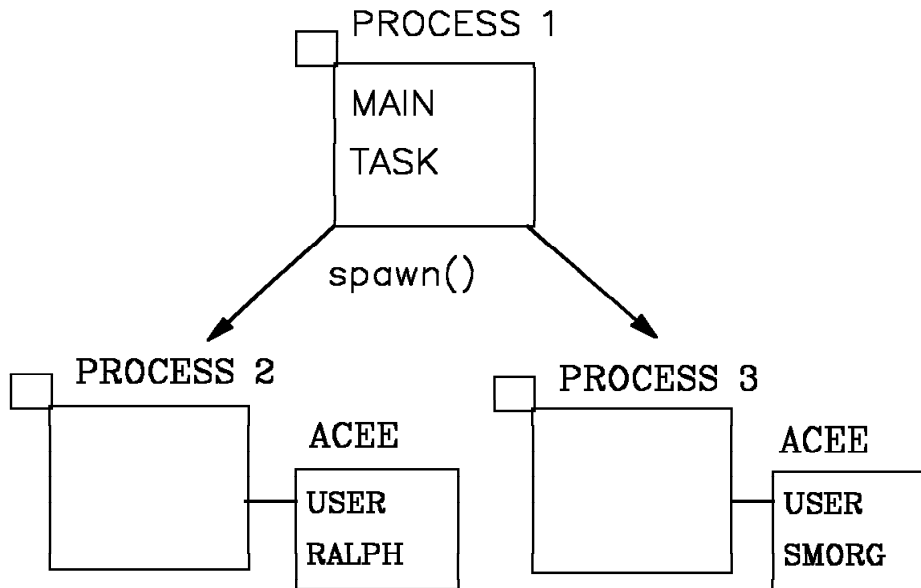 PROCESS 1
MAIN
TASK
spawn()
PROCESS 2
ACEE
USER
RALPH
PROCESS 3
ACEE
USER
SMORG